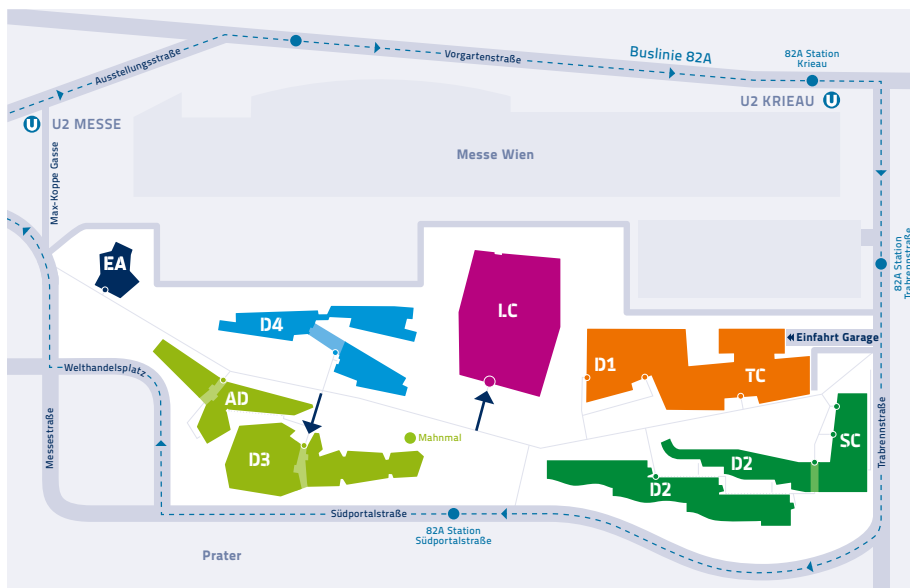 Buslinie 82A
82A Station
Krieau
Vorgartenstraße
Ausstellungsstraße
U2 KRIEAU U
U U2 MESSE
Messe Wien
Max-Koppe Gasse
EA
82A Station
Trabrennstraße
LC
D4
Einfahrt Garage
D1
TC
Welthandelsplatz
AD
Mahnmal
SC
D3
D2
D2
Messestraße
Trabrennstraße
Südportalstraße
82A Station
Südportalstraße
Prater